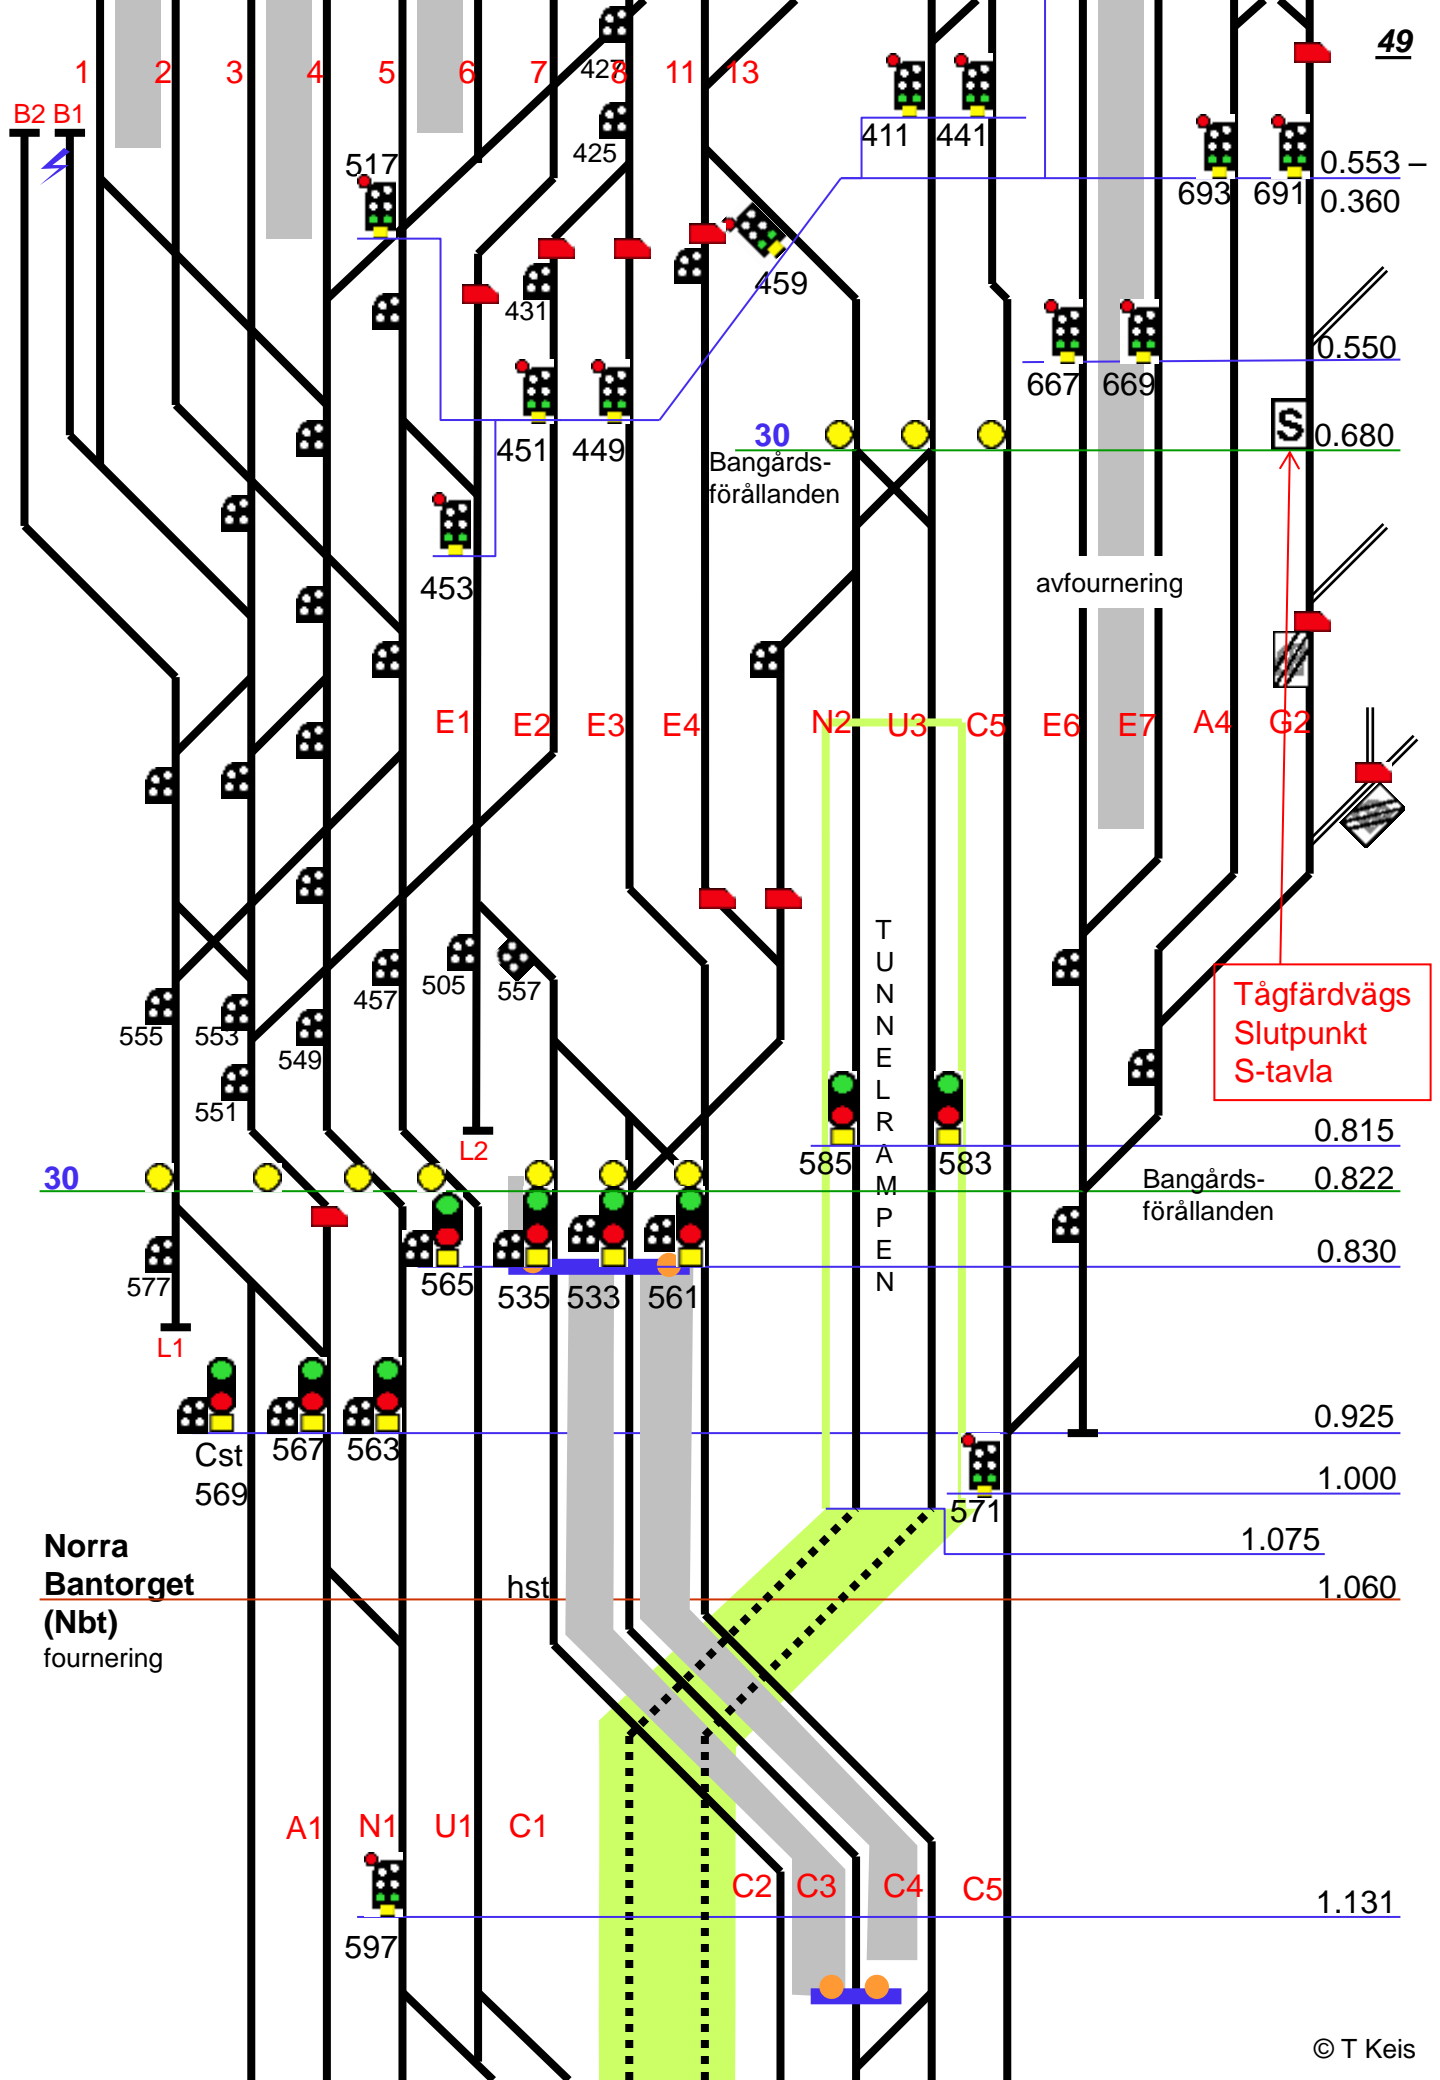 49
1 2 3 4 5 6 7 8 11 13
427
B2 B1
425
517
411 441
693 691
0.553 –
0.360
459
431
667 669
0.550
451 449
30
S
0.680
Bangårds-
förållanden
453
avfournering
E1 E2 E3 E4 N2 U3 C5 E6 E7 A4 G2
TUNNELRAMPEN
505 557
457
555 553
549
551
Tågfärdvägs
Slutpunkt
S-tavla
L2
585 583
0.815
30
Bangårds-
förållanden
0.822
577
565 535 533 561
0.830
L1
0.925
Cst
569
567 563
1.000
571
1.075
Norra
Bantorget
(Nbt)
fournering
hst
1.060
A1 N1 U1 C1
C2 C3 C4 C5
1.131
597
© T Keis